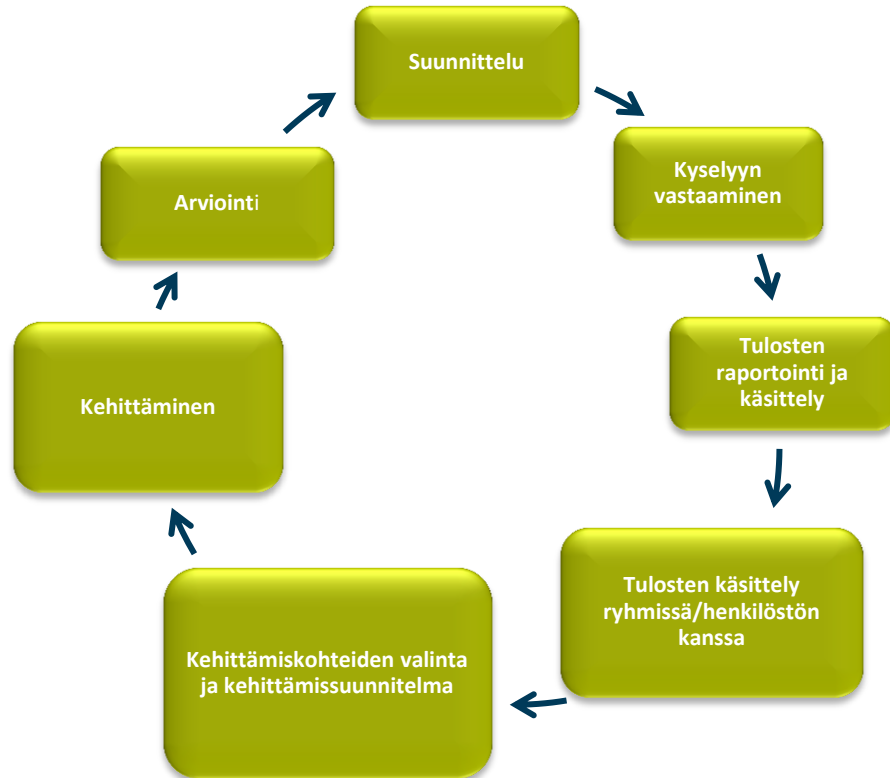 Suunnittelu
Kyselyyn
vastaaminen
Tulosten
raportointi ja
käsittely
Tulosten käsittely
ryhmissä/henkilöstön
kanssa
Kehittämiskohteiden valinta
ja kehittämissuunnitelma
Kehittäminen
Arviointi